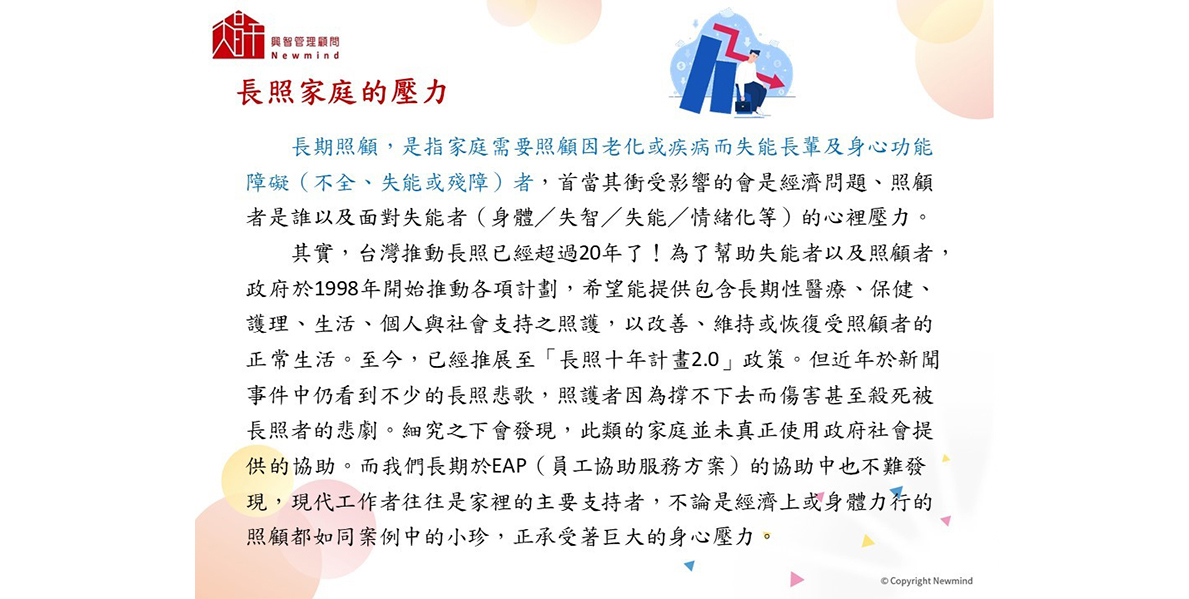 興智管理顧問
Newmind
長照家庭的壓力
長期照顧，是指家庭需要照顧因老化或疾病而失能長輩及身心功能
障礙（不全、失能或殘障）者，首當其衝受影響的會是經濟問題、照顧
者是誰以及面對失能者（身體／失智／失能／情緒化等）的心裡壓力。
其實，台灣推動長照已經超過20年了！為了幫助失能者以及照顧者，
政府於1998年開始推動各項計劃，希望能提供包含長期性醫療、保健、
護理、生活、個人與社會支持之照護，以改善、維持或恢復受照顧者的
正常生活。至今，已經推展至「長照十年計畫2.0」政策。但近年於新聞
事件中仍看到不少的長照悲歌，照護者因為撐不下去而傷害甚至殺死被
長照者的悲劇。細究之下會發現，此類的家庭並未真正使用政府社會提
供的協助。而我們長期於EAP（員工協助服務方案）的協助中也不難發
現，現代工作者往往是家裡的主要支持者，不論是經濟上或身體力行的
照顧都如同案例中的小珍，正承受著巨大的身心壓力。
© Copyright Newmind